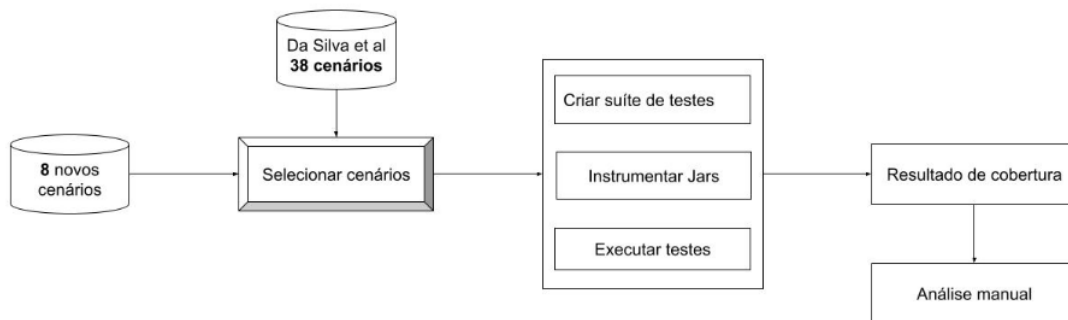 Da Silva et al
38 cenários
8 novos
cenários
Selecionar cenários
Criar suíte de testes
Instrumentar Jars
Executar testes
Resultado de cobertura
Análise manual